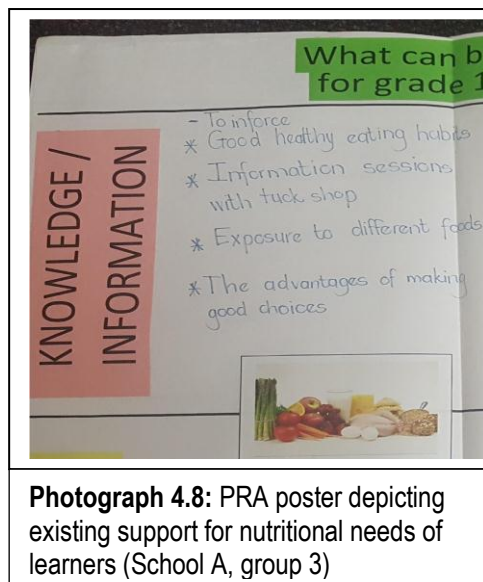 What can b
for grade 1
KNOWLEDGE /
INFORMATION
- To inforce
* Good healthy eating habits
* Information sessions
with tuck shop
* Exposure to different foods
* The advantages of making
good choices
Photograph 4.8: PRA poster depicting
existing support for nutritional needs of
learners (School A, group 3)